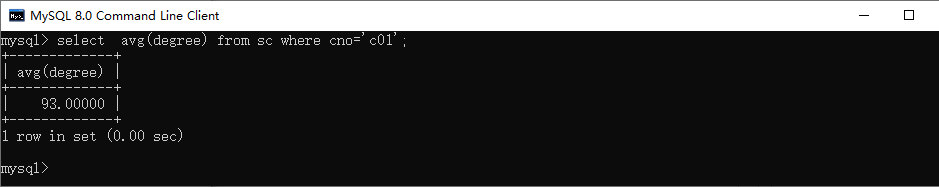 MySQL 8.0 Command Line Client
mysql> select  avg(degree) from sc where cno='c01';
+-------------+
| avg(degree) |
+-------------+
|    93.00000 |
+-------------+
1 row in set (0.00 sec)
mysql>